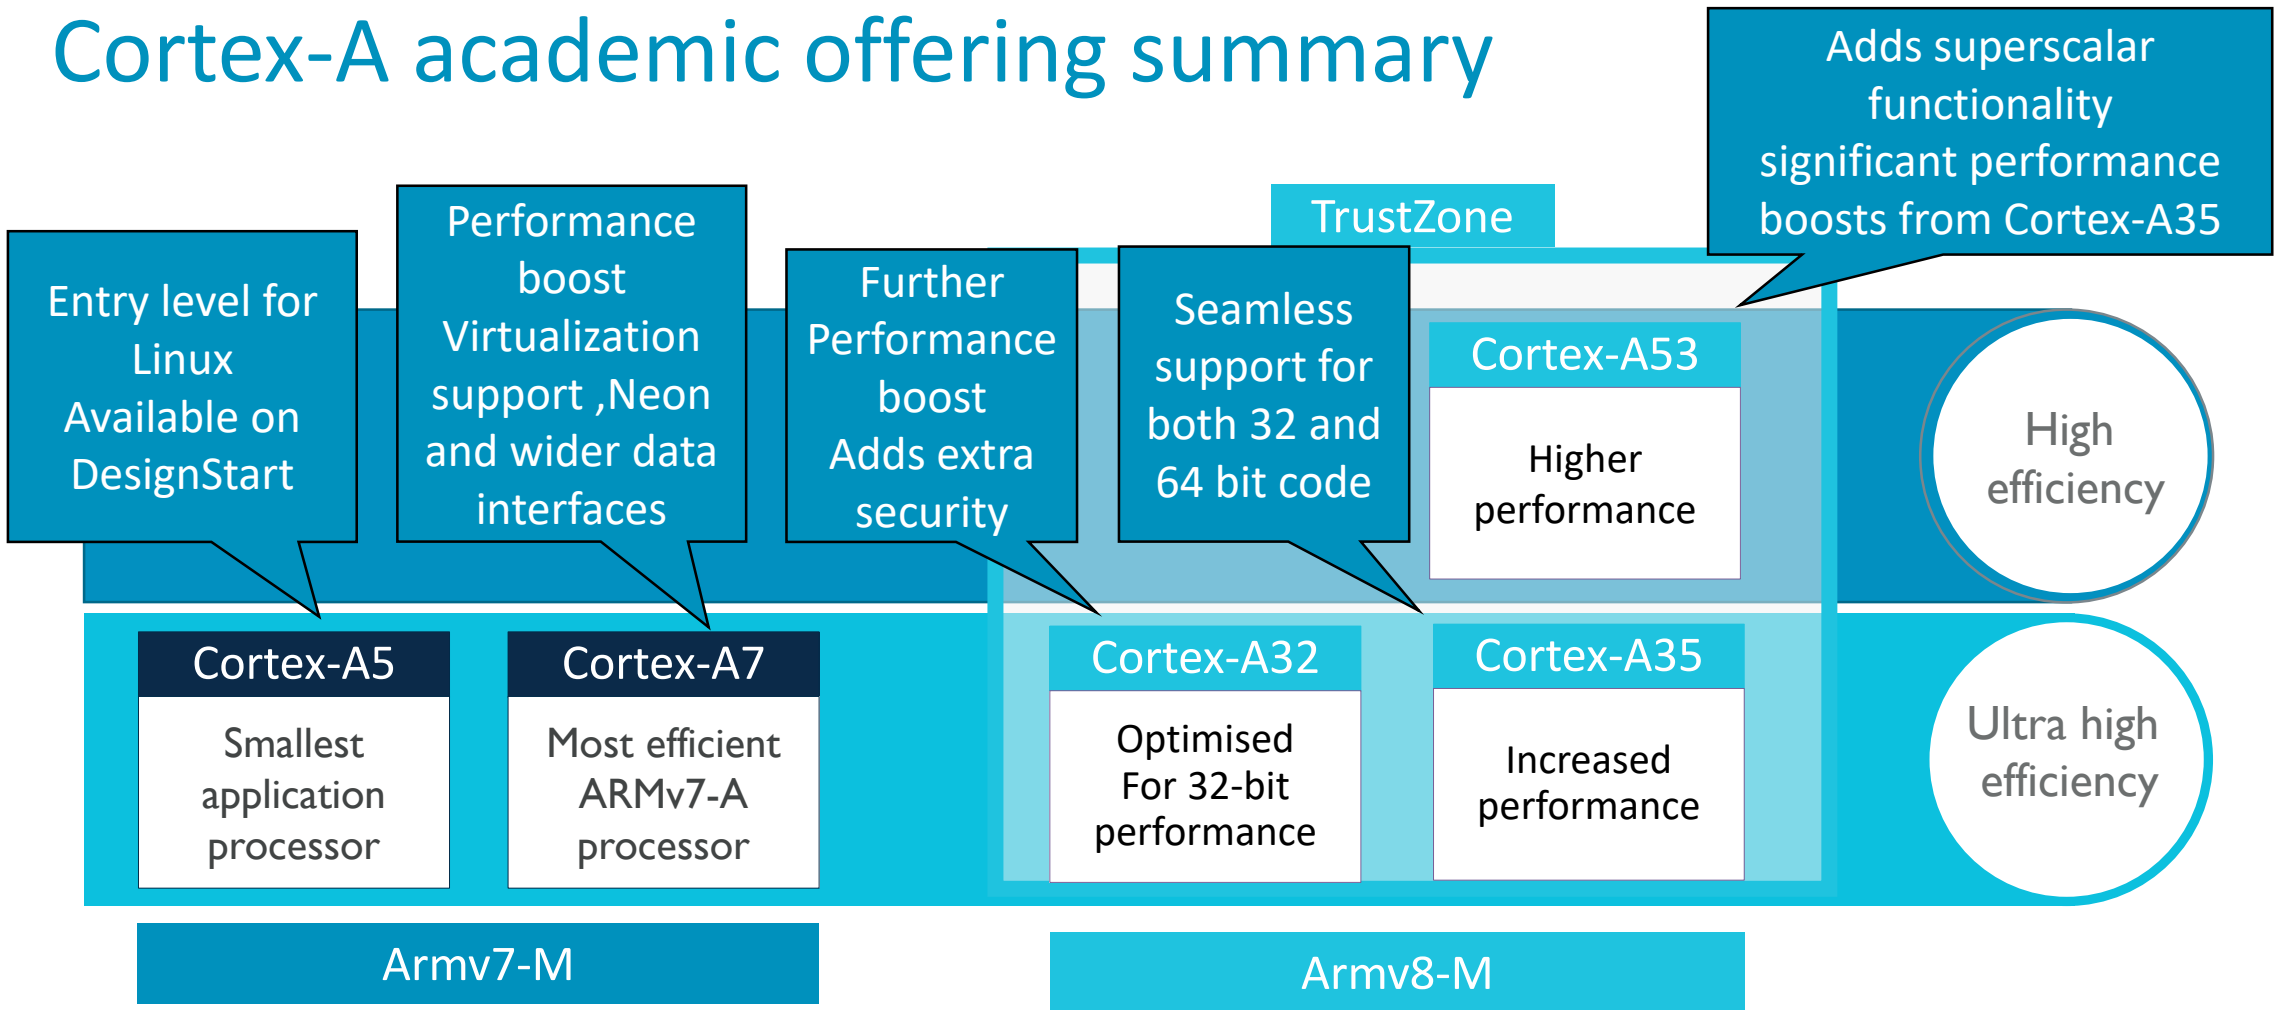 Cortex-A academic offering summary
Adds superscalar
functionality
significant performance
boosts from Cortex-A35
TrustZone
Entry level for
Linux
Available on
DesignStart
Performance
boost
Virtualization
support ,Neon
and wider data
interfaces
Further
Performance
boost
Adds extra
security
Seamless
support for
both 32 and
64 bit code
Cortex-A53
Higher
performance
High
efficiency
Cortex-A5
Smallest
application
processor
Cortex-A7
Most efficient
ARMv7-A
processor
Cortex-A32
Optimised
For 32-bit
performance
Cortex-A35
Increased
performance
Ultra high
efficiency
Armv7-M
Armv8-M